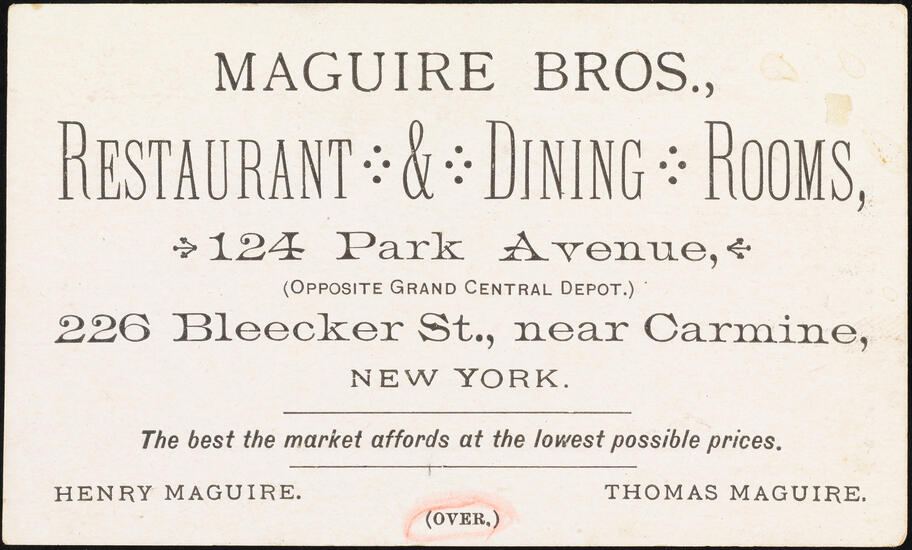 MAGUIRE BROS.,
RESTAURANT & DINING ROOMS,
124 Park Avenue,
(OPPOSITE GRAND CENTRAL DEPOT.)
226 Bleecker St., near Carmine,
NEW YORK.
The best the market affords at the lowest possible prices.
HENRY MAGUIRE. THOMAS MAGUIRE.
(OVER.)